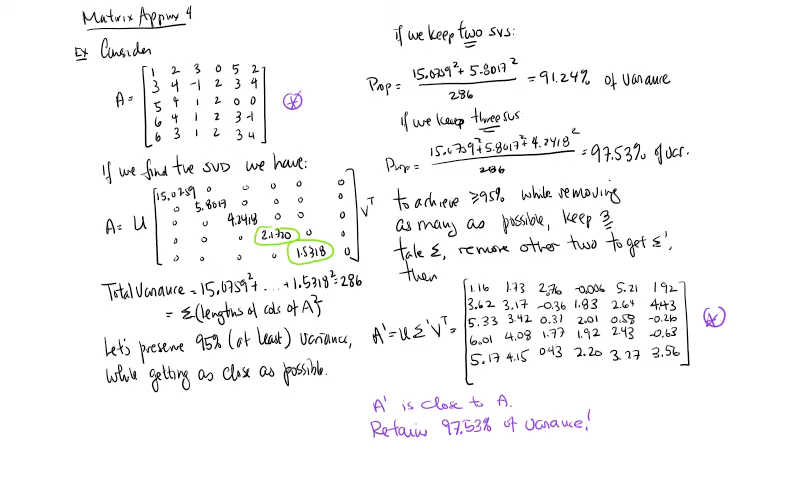 Matrix Approx 4
Ex Consider
A = [
1 2 3 0 5 2
3 4 -1 2 3 4
5 4 1 2 0 0
6 4 1 2 3 -1
6 3 1 2 3 4
]
If we find the SVD we have:
A = U [
15.0759 0 0 0 0 0
0 5.8017 0 0 0 0
0 0 4.2418 0 0 0
0 0 0 2.1720 0 0
0 0 0 0 1.5318 0
] V^T
Total Variance = 15.0759² + ... + 1.5318² = 286
= Σ(lengths of cols of A)²
Let's preserve 95% (at least) variance,
while getting as close as possible.
If we keep two svs:
Prop = 15.0759² + 5.8017² / 286 = 91.24% of variance
If we keep three svs
Prop = 15.0759² + 5.8017² + 4.2418² / 286 = 97.53% of var.
to achieve ≥95% while removing
as many as possible, keep 3
take Σ, remove other two to get Σ',
then
A' = U Σ' V^T = [
1.16 1.73 2.76 -0.006 5.21 1.92
3.62 3.17 -0.36 1.83 2.64 4.43
5.33 3.42 0.31 2.01 0.58 -0.26
6.01 4.08 1.77 1.92 2.43 -0.63
5.17 4.15 0.43 2.20 3.27 3.56
]
A' is close to A.
Retains 97.53% of variance!